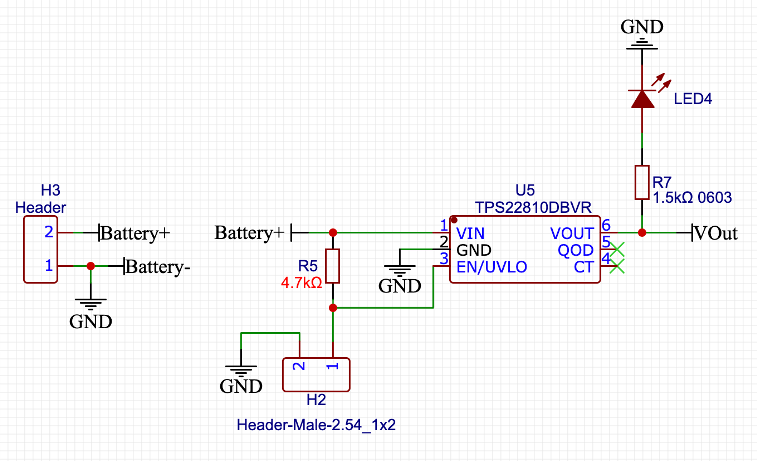 GND
LED4
R7
1.5kΩ 0603
H3
Header
2
Battery+
1
Battery-
GND
U5
TPS22810DBVR
Battery+
1
VIN
2
GND
3
EN/UVLO
VOUT
6
QOD
5
CT
4
VOut
R5
4.7kΩ
GND
GND
2
1
H2
Header-Male-2.54_1x2